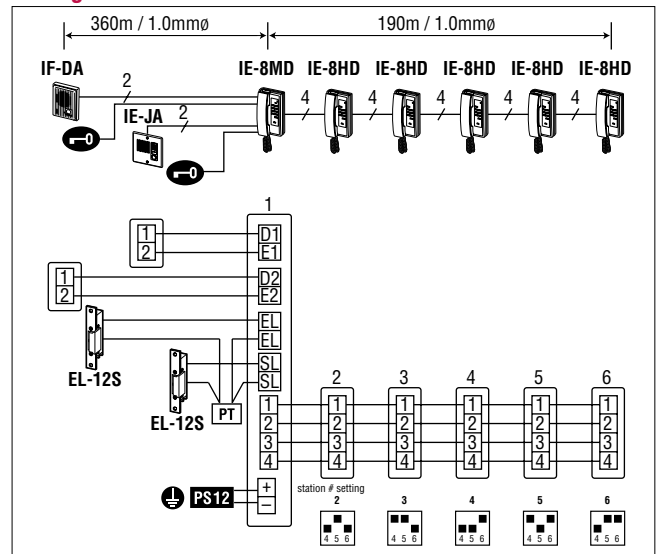 360m / 1.0mmø 190m / 1.0mmø
IF-DA IE-8MD IE-8HD IE-8HD IE-8HD IE-8HD IE-8HD
2 4 4 4 4 4
IE-JA 2
1
1 D1
2 E1
1 D2
2 E2
EL
EL
SL
SL
EL-12S
EL-12S PT
2 3 4 5 6
1 1 1 1 1 1
2 2 2 2 2 2
3 3 3 3 3 3
4 4 4 4 4 4
PS12 + −
station # setting
2 3 4 5 6
4 5 6 4 5 6 4 5 6 4 5 6 4 5 6